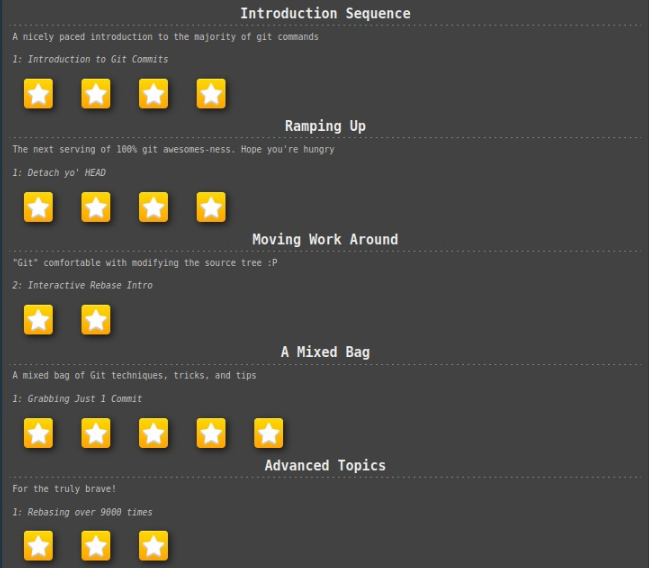 Introduction Sequence
A nicely paced introduction to the majority of git commands
1: Introduction to Git Commits
Ramping Up
The next serving of 100% git awesomes-ness. Hope you're hungry
1: Detach yo' HEAD
Moving Work Around
"Git" comfortable with modifying the source tree :P
2: Interactive Rebase Intro
A Mixed Bag
A mixed bag of Git techniques, tricks, and tips
1: Grabbing Just 1 Commit
Advanced Topics
For the truly brave!
1: Rebasing over 9000 times